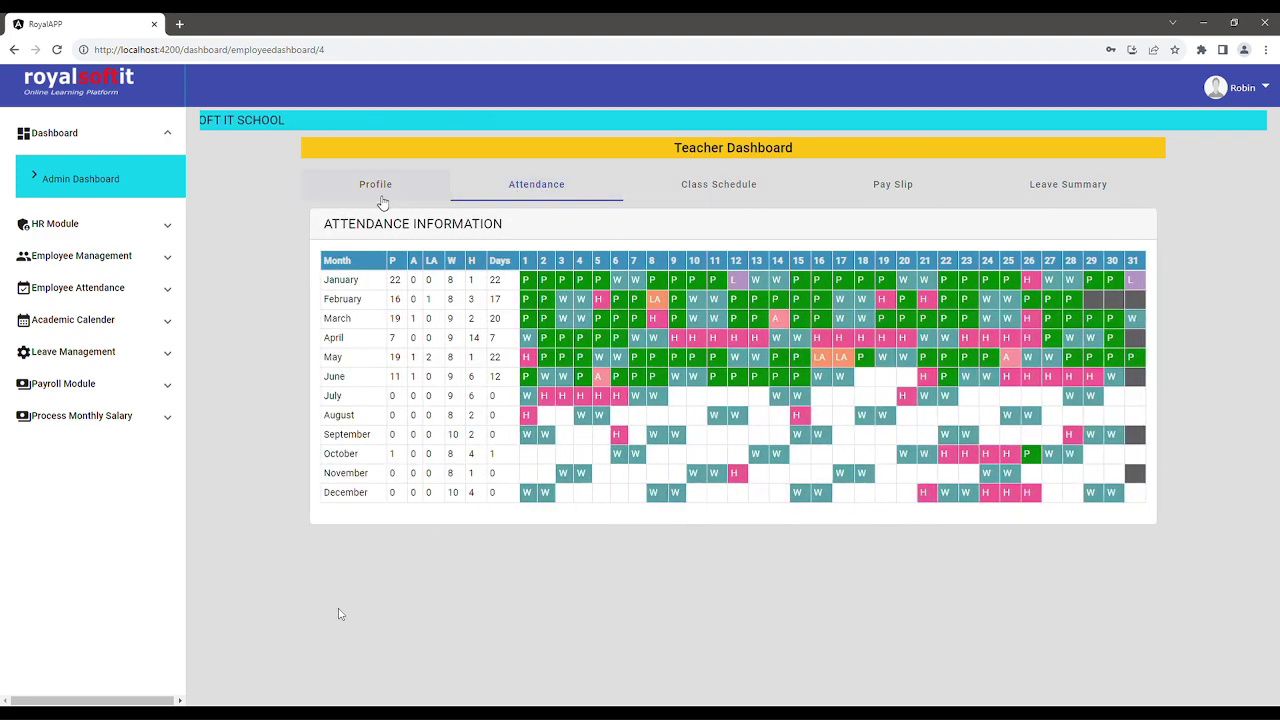 RoyalAPP
http://localhost:4200/dashboard/employeedashboard/4
royalsoftit
Online Learning Platform
Robin
OFT IT SCHOOL
Dashboard
Admin Dashboard
HR Module
Employee Management
Employee Attendance
Academic Calender
Leave Management
Payroll Module
Process Monthly Salary
Teacher Dashboard
Profile Attendance Class Schedule Pay Slip Leave Summary
ATTENDANCE INFORMATION
Month P A LA W H Days 1 2 3 4 5 6 7 8 9 10 11 12 13 14 15 16 17 18 19 20 21 22 23 24 25 26 27 28 29 30 31
January 22 0 0 8 1 22 P P P P P W W P P P P L W W P P P P P W W P P P P H W W P P L
February 16 0 1 8 3 17 P P W W H P P LA P W W P P P P P W W H P H P P W W P P P
March 19 1 0 9 2 20 P P W W P P P H P W W P P A P P W W P P P P P W W H P P P P W
April 7 0 0 9 14 7 W P P P P P W W H H H H H W W H H H H H W W H H H H P W W P
May 19 1 2 8 1 22 H P P P W W P P P P P W W P P LA LA P W W P P P P A W W P P P P
June 11 1 0 9 6 12 P W W P A P P P W W P P P P P W W H P W W H H H H H W
July 0 0 0 9 6 0 W H H H H H W W W W H W W W W
August 0 0 0 8 2 0 H W W W W H W W W W
September 0 0 0 10 2 0 W W H W W W W W W H W W
October 1 0 0 8 4 1 W W W W W W H H H H P W W
November 0 0 0 8 1 0 W W W W H W W W W
December 0 0 0 10 4 0 W W W W W W H W W H H H W W